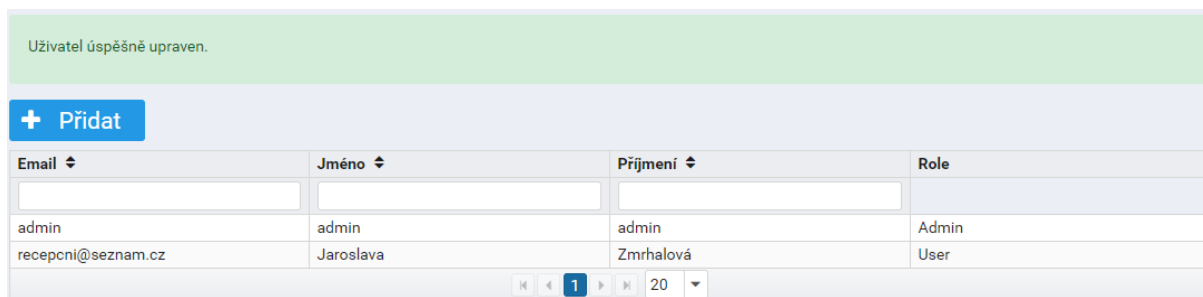 Uživatel úspěšně upraven.
Přidat
Email Jméno Příjmení Role
admin admin admin Admin
recepcni@seznam.cz Jaroslava Zmrhalová User
1 20